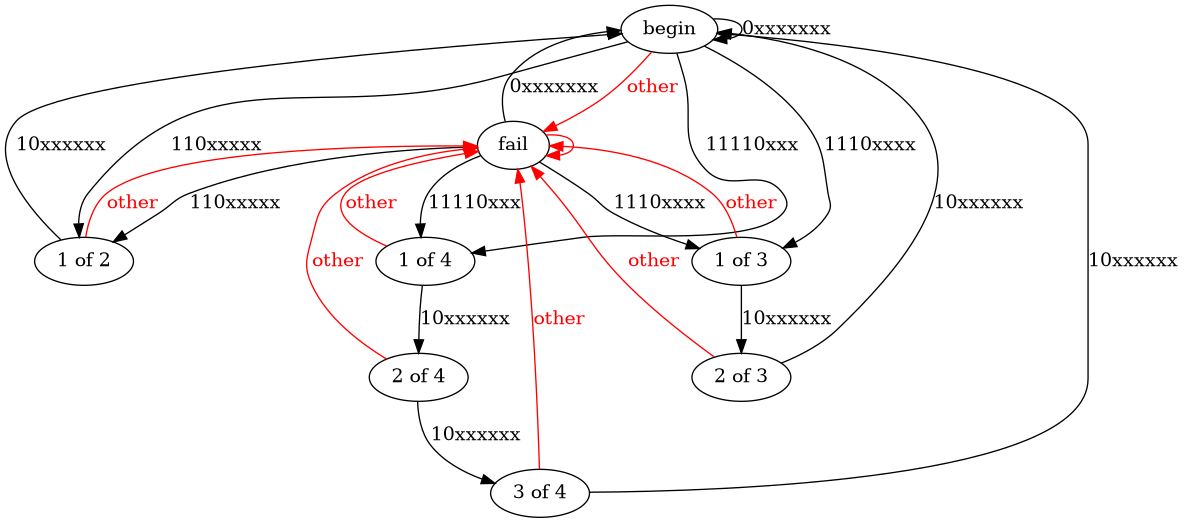 begin
0xxxxxxx
0xxxxxxx
other
10xxxxxx
110xxxxx
fail
11110xxx
1110xxxx
110xxxxx
other
11110xxx
other
1110xxxx
other
10xxxxxx
1 of 2
1 of 4
1 of 3
other
other
10xxxxxx
10xxxxxx
10xxxxxx
other
2 of 4
2 of 3
10xxxxxx
3 of 4